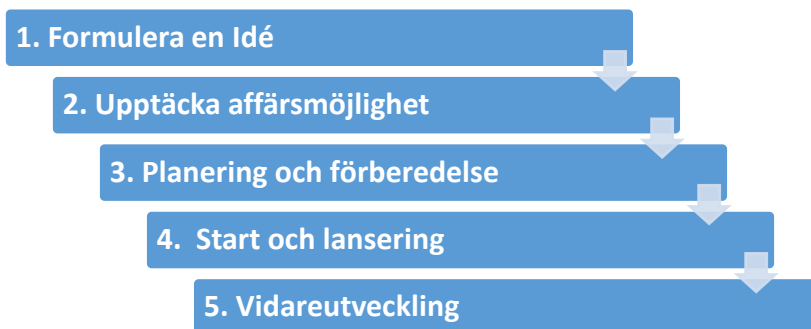 1. Formulera en Idé
2. Upptäcka affärsmöjlighet
3. Planering och förberedelse
4. Start och lansering
5. Vidareutveckling